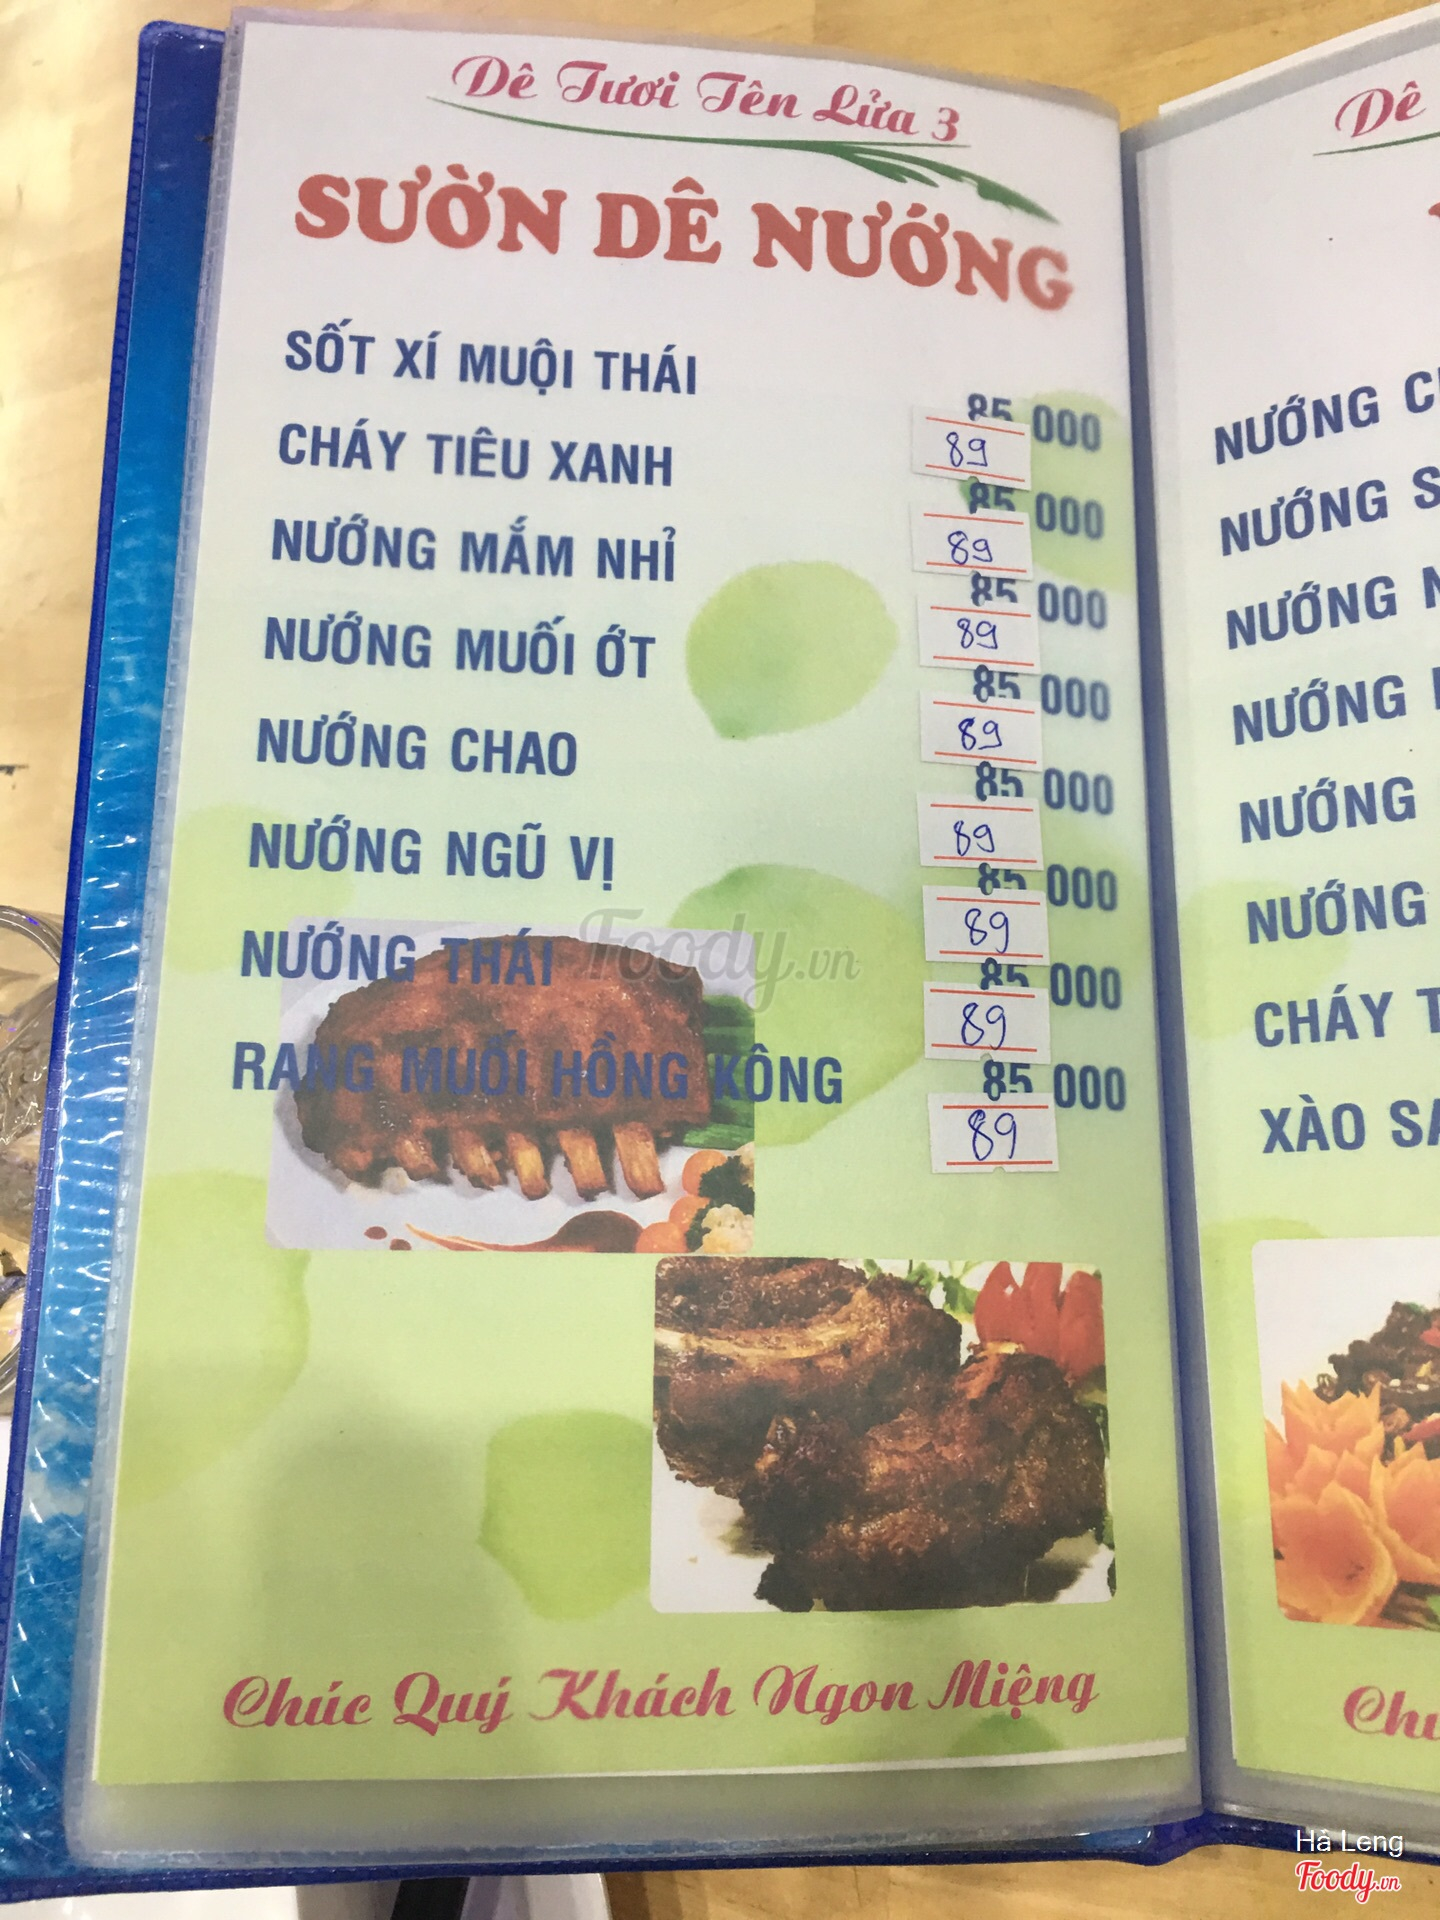 Dê Tươi Tên Lửa 3
SƯỜN DÊ NƯỚNG
SỐT XÍ MUỘI THÁI 85 000
89
CHÁY TIÊU XANH 85 000
89
NƯỚNG MẮM NHỈ 85 000
89
NƯỚNG MUỐI ỚT 85 000
89
NƯỚNG CHAO 85 000
89
NƯỚNG NGŨ VỊ 85 000
89
NƯỚNG THÁI 85 000
89
RANG MUỐI HỒNG KÔNG 85 000
89
Foody.vn
Chúc Quý Khách Ngon Miệng
Dê
NƯỚNG
NƯỚNG
NƯỚNG
NƯỚNG
NƯỚNG
NƯỚNG
CHÁY
XÀO
Hà Leng
Foody.vn